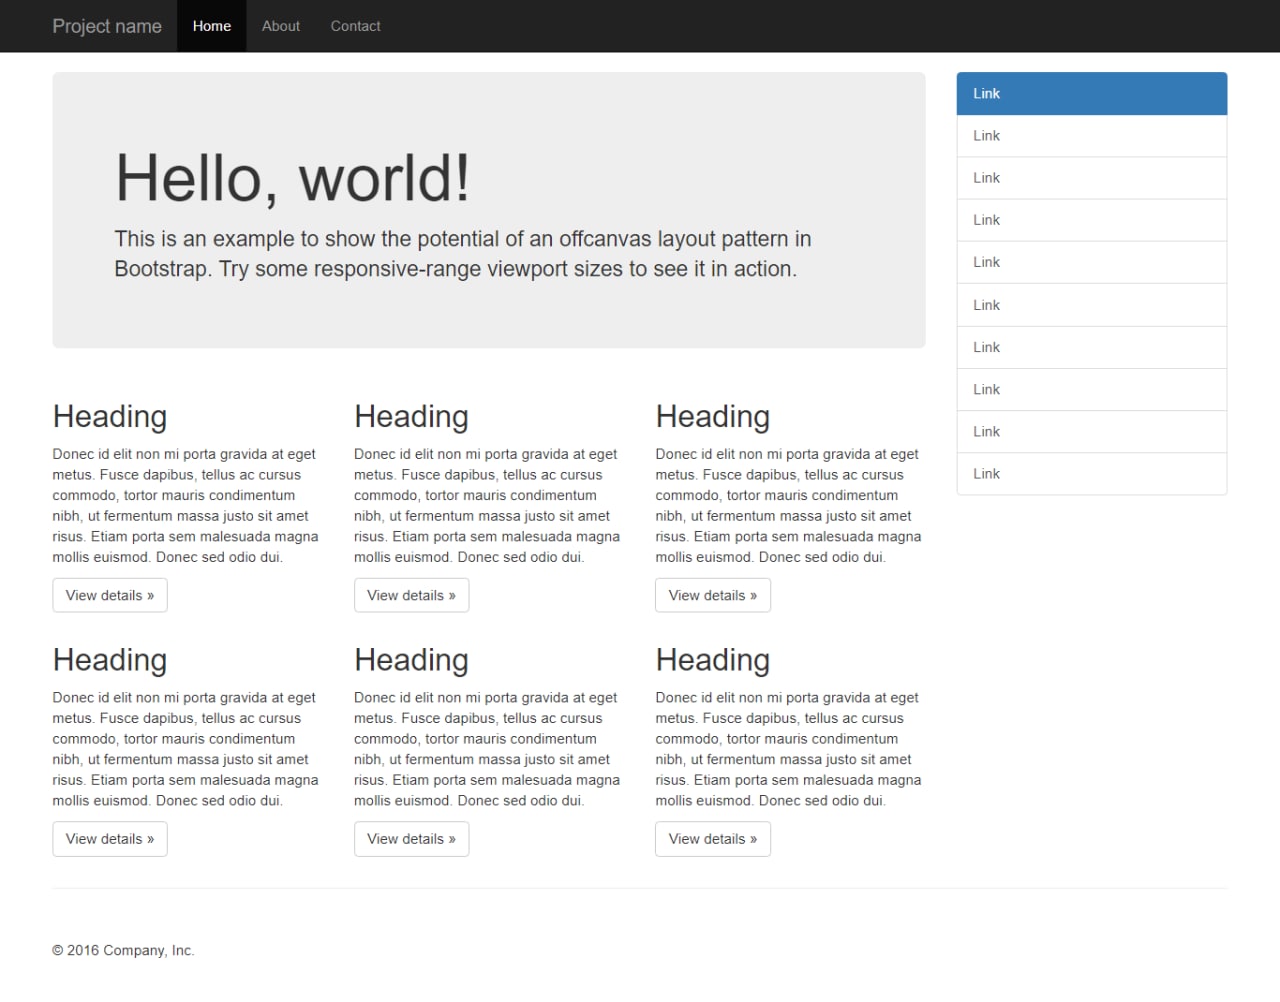 Project name Home About Contact
Hello, world!
This is an example to show the potential of an offcanvas layout pattern in
Bootstrap. Try some responsive-range viewport sizes to see it in action.
Heading
Donec id elit non mi porta gravida at eget
metus. Fusce dapibus, tellus ac cursus
commodo, tortor mauris condimentum
nibh, ut fermentum massa justo sit amet
risus. Etiam porta sem malesuada magna
mollis euismod. Donec sed odio dui.
View details »
Heading
Donec id elit non mi porta gravida at eget
metus. Fusce dapibus, tellus ac cursus
commodo, tortor mauris condimentum
nibh, ut fermentum massa justo sit amet
risus. Etiam porta sem malesuada magna
mollis euismod. Donec sed odio dui.
View details »
Heading
Donec id elit non mi porta gravida at eget
metus. Fusce dapibus, tellus ac cursus
commodo, tortor mauris condimentum
nibh, ut fermentum massa justo sit amet
risus. Etiam porta sem malesuada magna
mollis euismod. Donec sed odio dui.
View details »
Heading
Donec id elit non mi porta gravida at eget
metus. Fusce dapibus, tellus ac cursus
commodo, tortor mauris condimentum
nibh, ut fermentum massa justo sit amet
risus. Etiam porta sem malesuada magna
mollis euismod. Donec sed odio dui.
View details »
Heading
Donec id elit non mi porta gravida at eget
metus. Fusce dapibus, tellus ac cursus
commodo, tortor mauris condimentum
nibh, ut fermentum massa justo sit amet
risus. Etiam porta sem malesuada magna
mollis euismod. Donec sed odio dui.
View details »
Heading
Donec id elit non mi porta gravida at eget
metus. Fusce dapibus, tellus ac cursus
commodo, tortor mauris condimentum
nibh, ut fermentum massa justo sit amet
risus. Etiam porta sem malesuada magna
mollis euismod. Donec sed odio dui.
View details »
Link
Link
Link
Link
Link
Link
Link
Link
Link
Link
© 2016 Company, Inc.